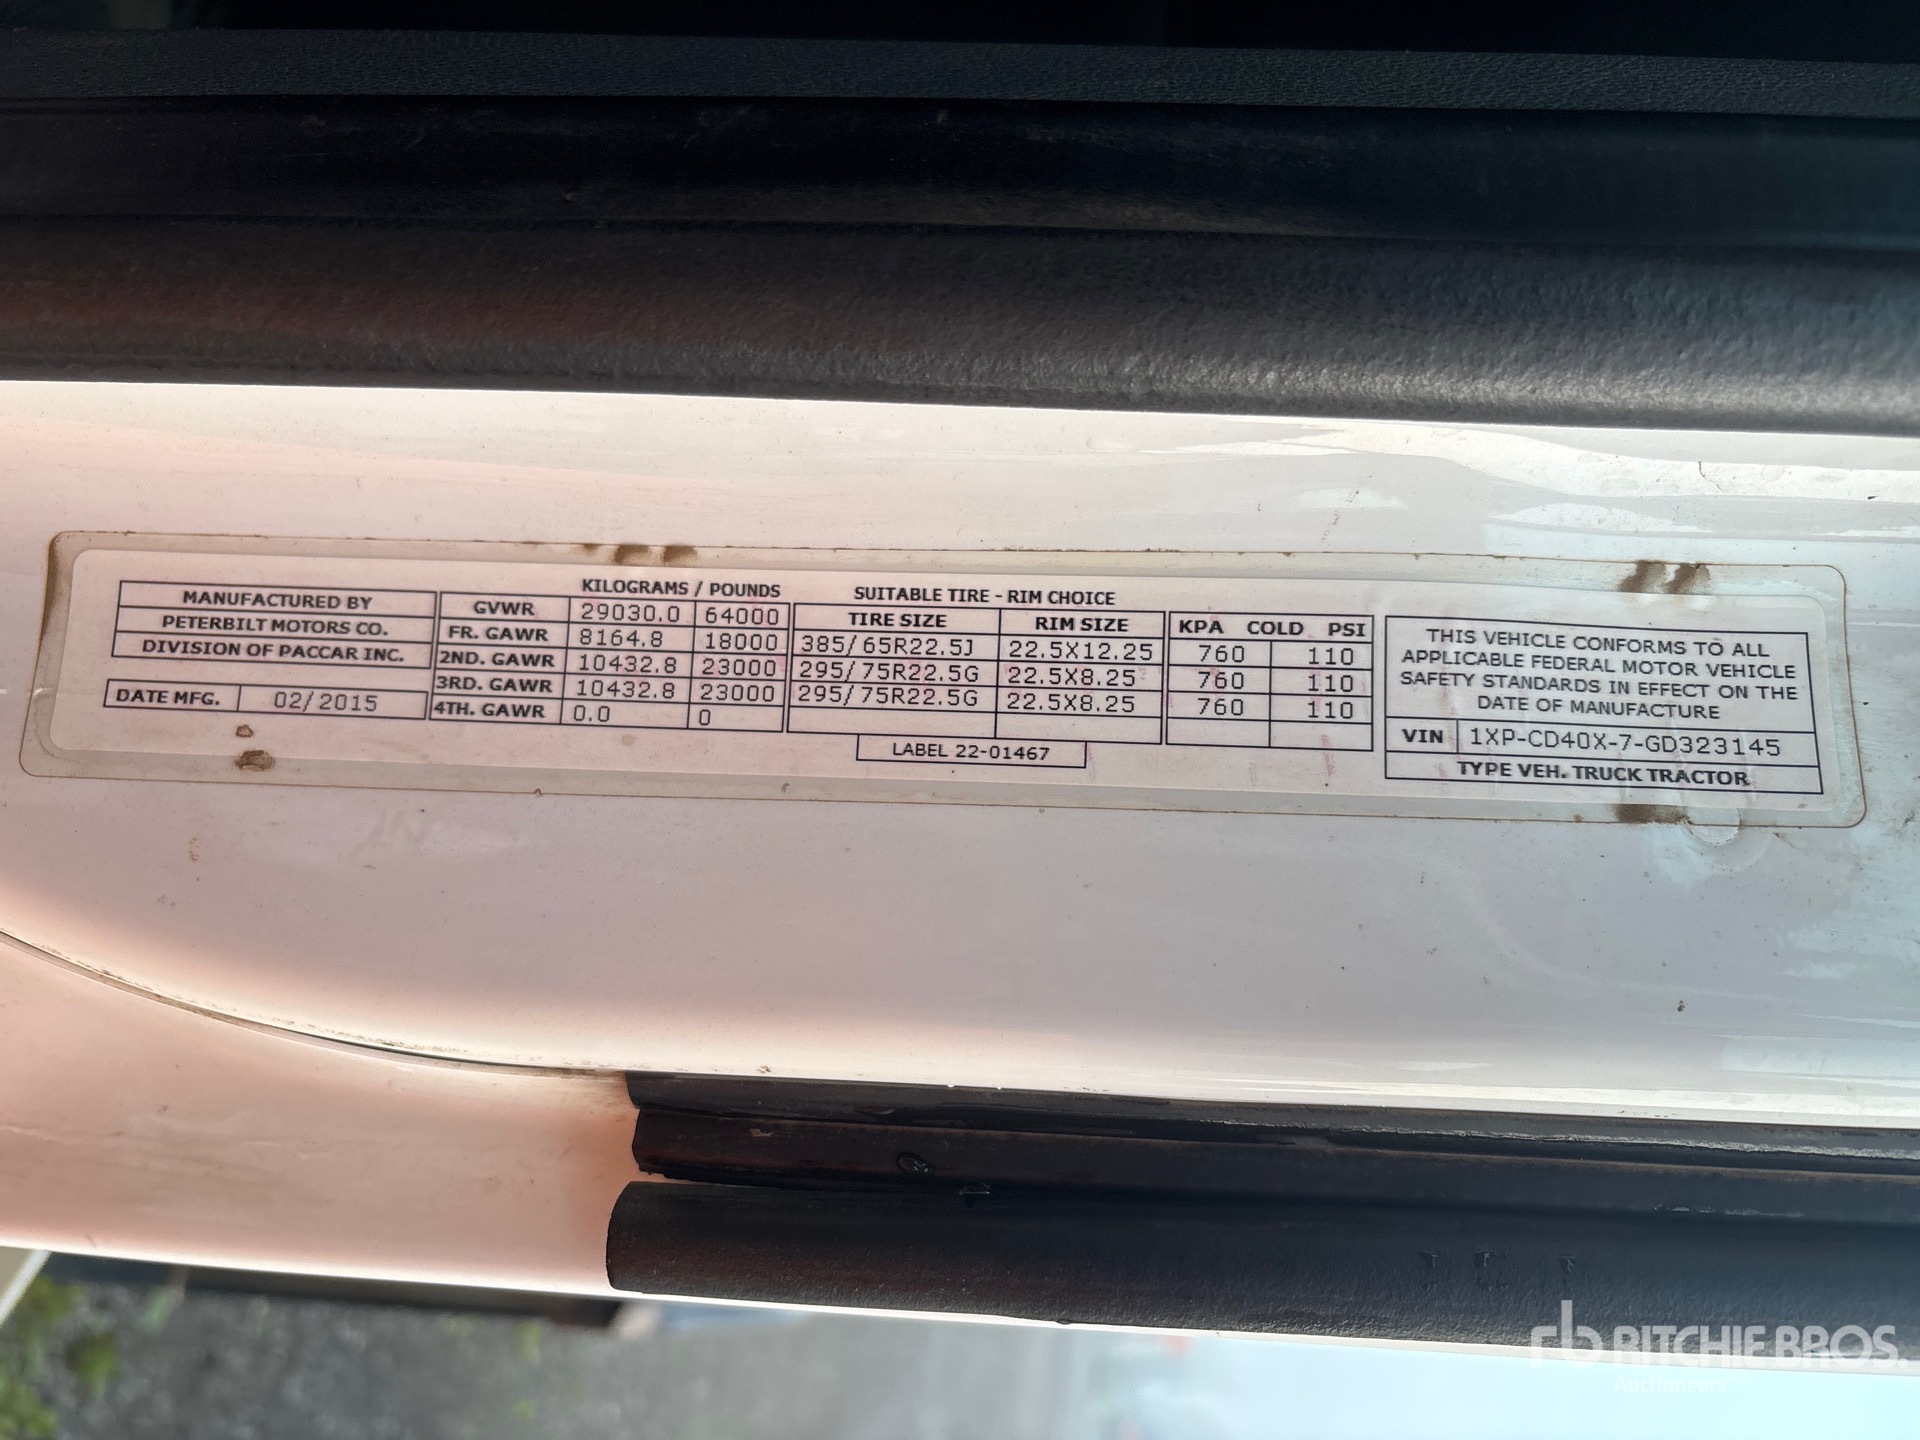 MANUFACTURED BY
PETERBILT MOTORS CO.
DIVISION OF PACCAR INC.
DATE MFG. 02/2015
KILOGRAMS / POUNDS
GVWR 29030.0 64000
FR. GAWR 8164.8 18000
2ND. GAWR 10432.8 23000
3RD. GAWR 10432.8 23000
4TH. GAWR 0.0 0
SUITABLE TIRE - RIM CHOICE
TIRE SIZE RIM SIZE KPA COLD PSI
385/65R22.5J 22.5X12.25 760 110
295/75R22.5G 22.5X8.25 760 110
295/75R22.5G 22.5X8.25 760 110
LABEL 22-01467
THIS VEHICLE CONFORMS TO ALL
APPLICABLE FEDERAL MOTOR VEHICLE
SAFETY STANDARDS IN EFFECT ON THE
DATE OF MANUFACTURE
VIN 1XP-CD40X-7-GD323145
TYPE VEH. TRUCK TRACTOR
rb RITCHIE BROS.
Auctioneers